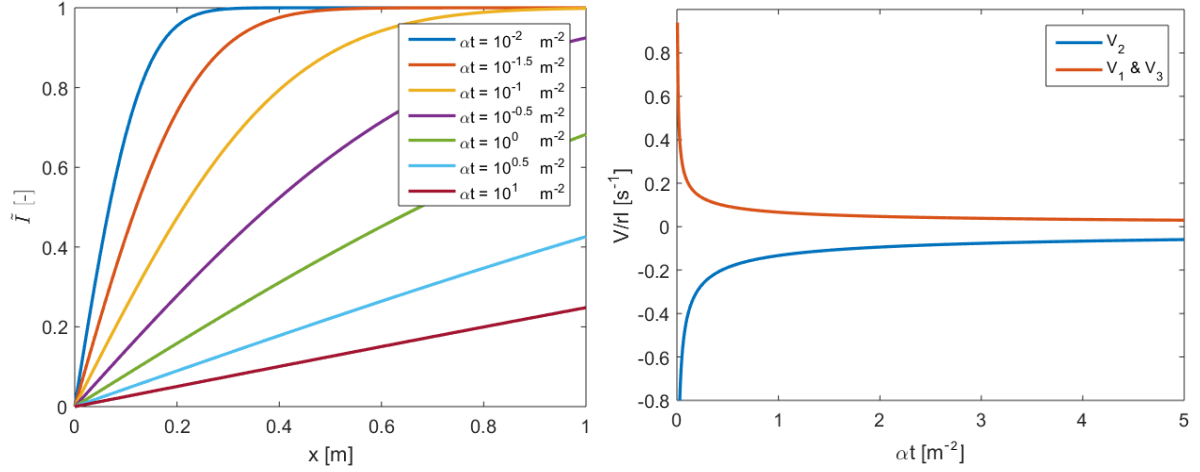 1
0.8
0.6
0.4
0.2
0
Ĩ [-]
0 0.2 0.4 0.6 0.8 1
x [m]
αt = 10^-2 m^-2
αt = 10^-1.5 m^-2
αt = 10^-1 m^-2
αt = 10^-0.5 m^-2
αt = 10^0 m^-2
αt = 10^0.5 m^-2
αt = 10^1 m^-2
0.8
0.6
0.4
0.2
0
-0.2
-0.4
-0.6
-0.8
V/rI [s^-1]
0 1 2 3 4 5
αt [m^-2]
V_2
V_1 & V_3